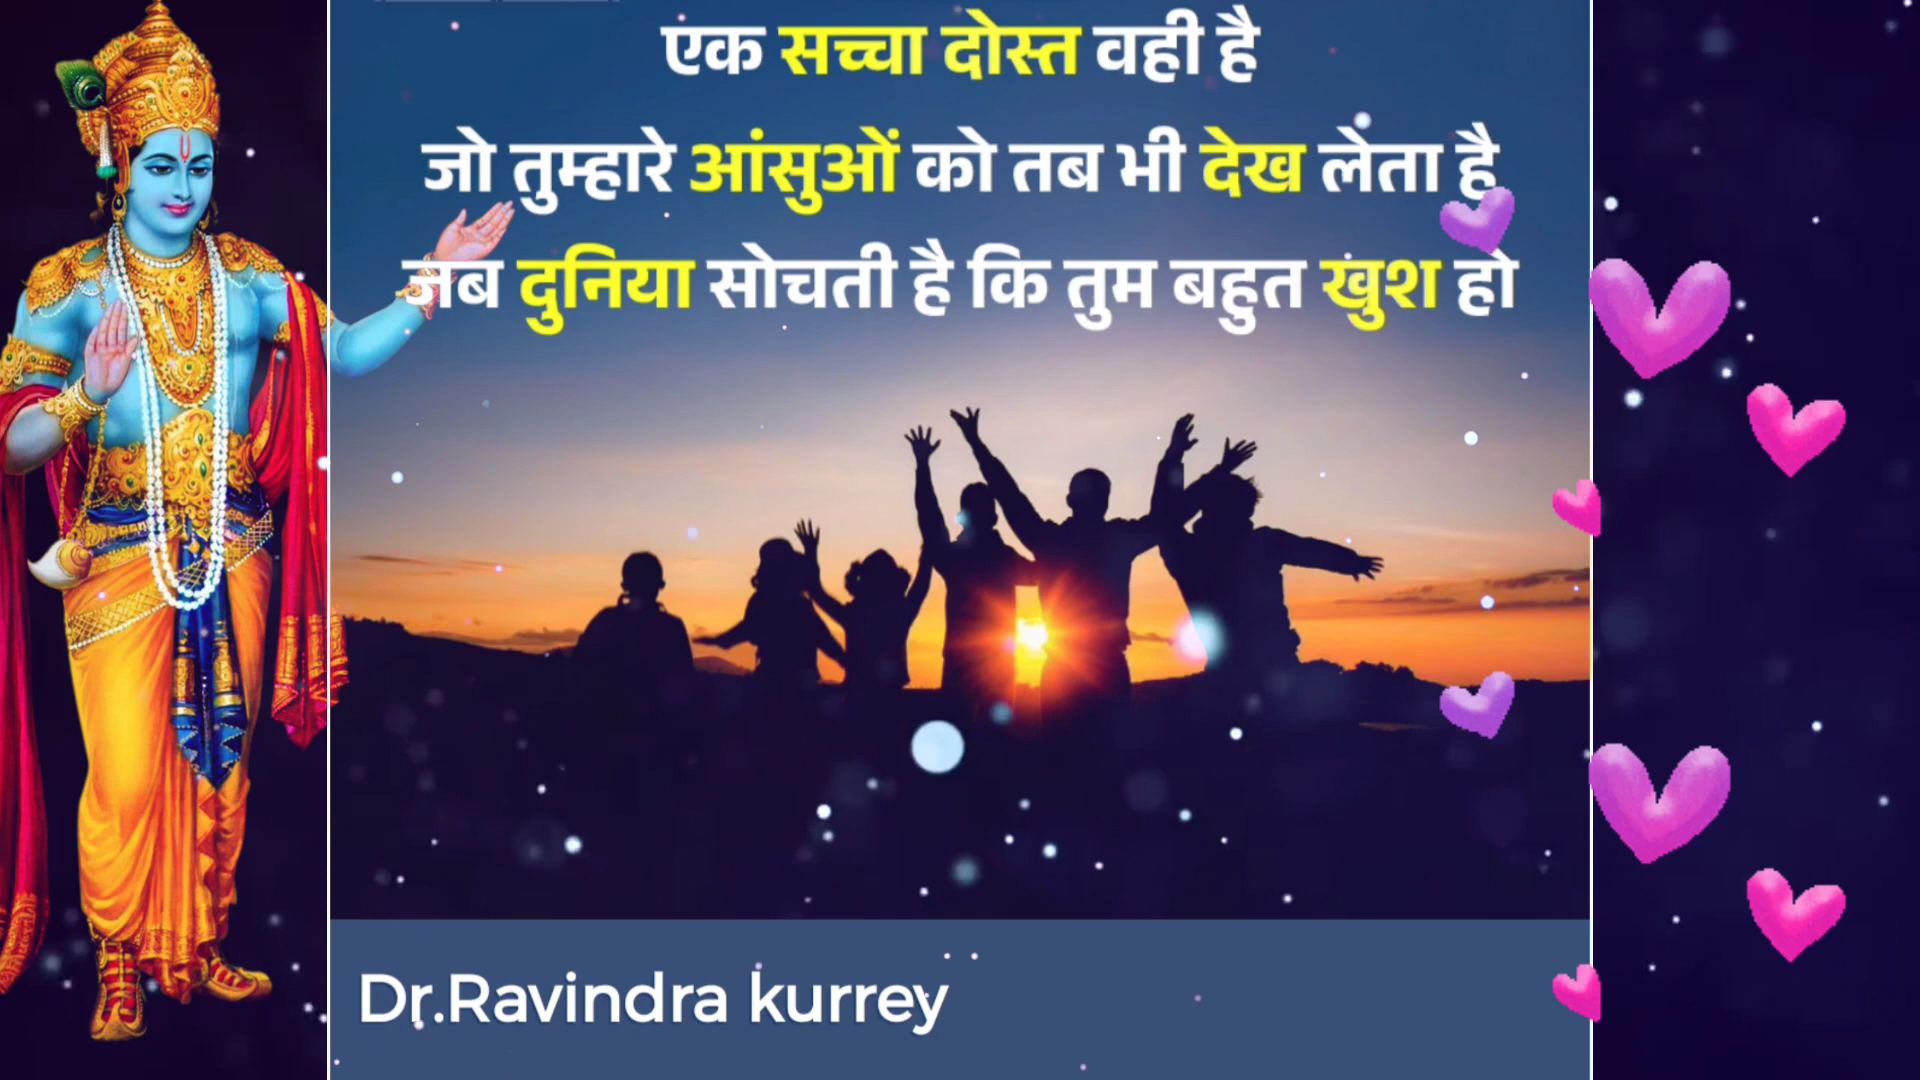 एक सच्चा दोस्त वही है
जो तुम्हारे आंसुओं को तब भी देख लेता है
जब दुनिया सोचती है कि तुम बहुत खुश हो
Dr.Ravindra kurrey